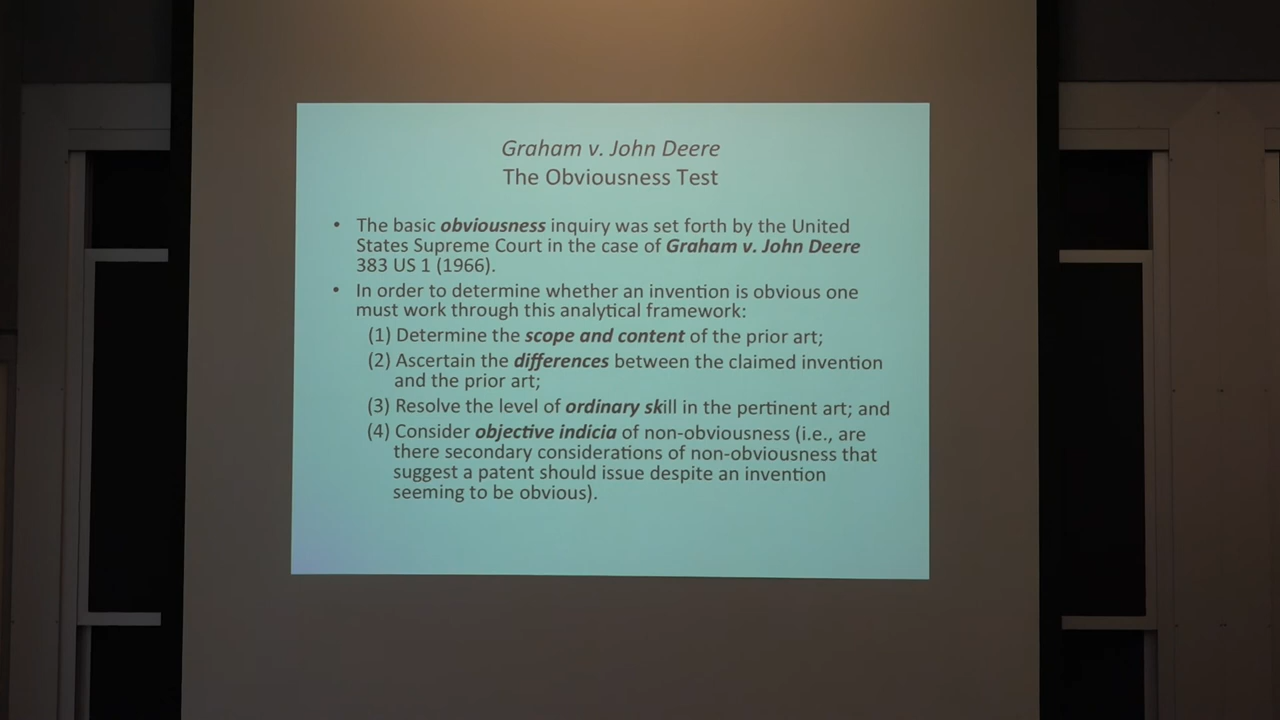 Graham v. John Deere
The Obviousness Test
• The basic obviousness inquiry was set forth by the United
States Supreme Court in the case of Graham v. John Deere
383 US 1 (1966).
• In order to determine whether an invention is obvious one
must work through this analytical framework:
(1) Determine the scope and content of the prior art;
(2) Ascertain the differences between the claimed invention
and the prior art;
(3) Resolve the level of ordinary skill in the pertinent art; and
(4) Consider objective indicia of non-obviousness (i.e., are
there secondary considerations of non-obviousness that
suggest a patent should issue despite an invention
seeming to be obvious).